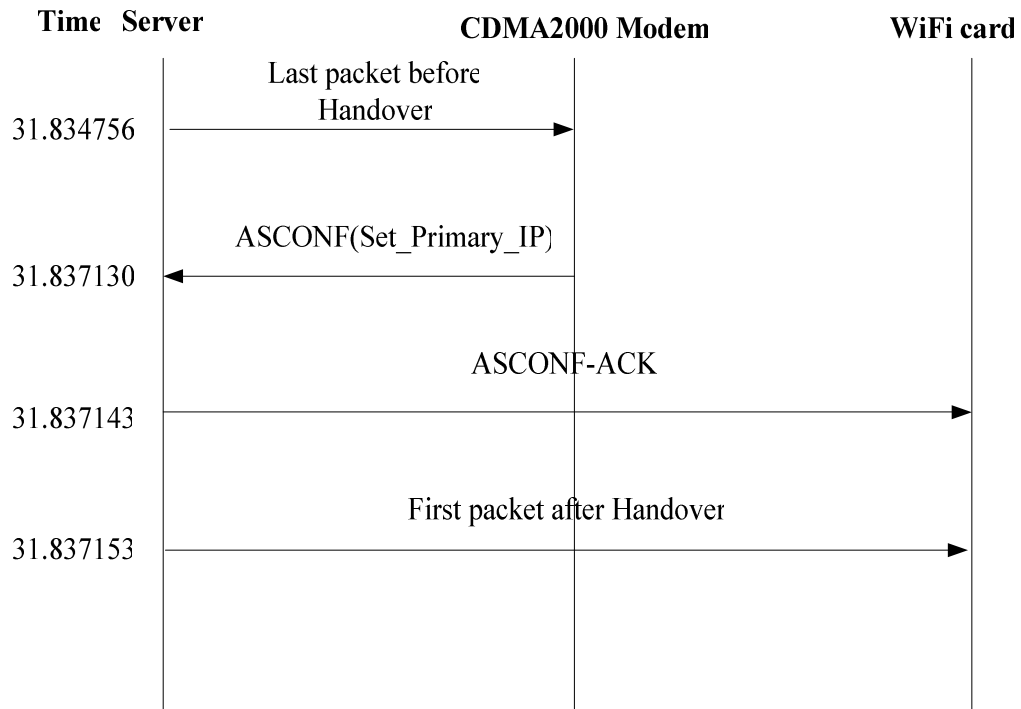 Time Server CDMA2000 Modem WiFi card
Last packet before
Handover
31.834756
ASCONF(Set_Primary_IP)
31.837130
ASCONF-ACK
31.837143
First packet after Handover
31.837153